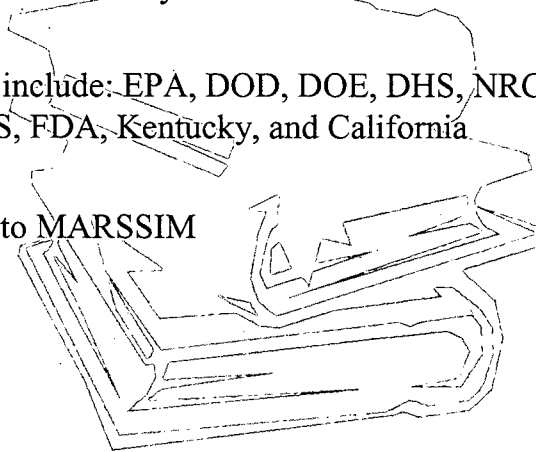 include: EPA, DOD, DOE, DHS, NRC
S, FDA, Kentucky, and California
to MARSSIM